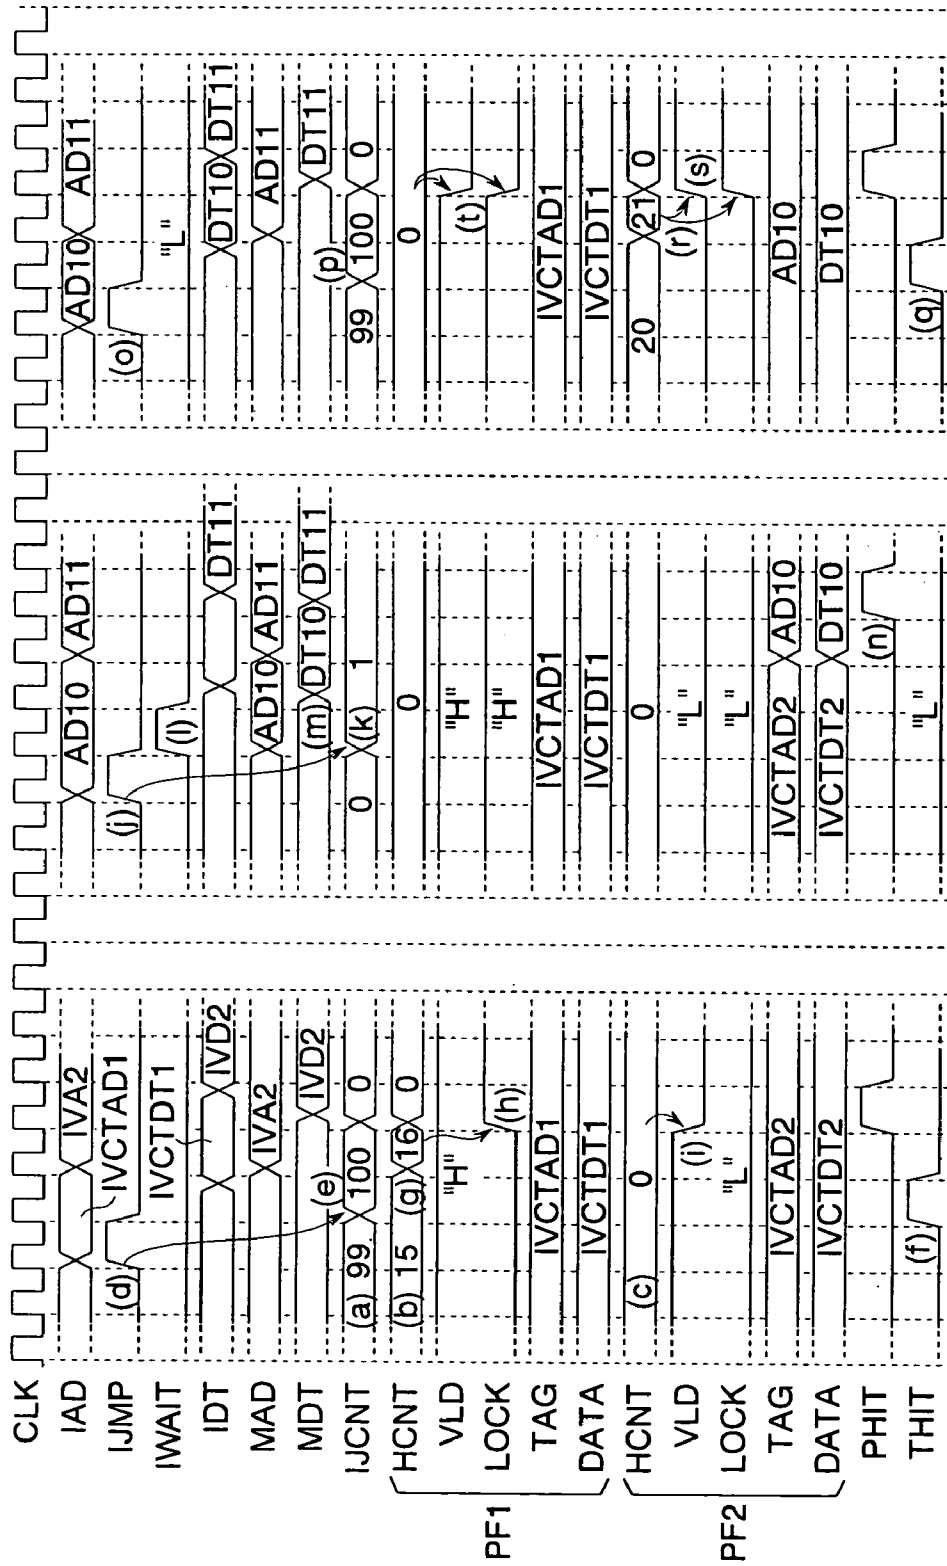 CLK
IAD IVA2 AD10 AD11 AD10 AD11
IVCTAD1
IJMP (d) (j) (o)
IWAIT IVCTDT1 (l) "L"
IDT IVD2 DT11 DT10 DT11
MAD IVA2 AD10 AD11 AD11
MDT IVD2 (m) DT10 DT11 DT11
(e) (p)
IJCNT (a) 99 100 0 0 (k) 1 99 100 0
HCNT (b) 15 (g) 16 0 0 0
VLD "H" "H" (t)
LOCK (h) "H"
TAG IVCTAD1 IVCTAD1 IVCTAD1
DATA IVCTDT1 IVCTDT1 IVCTDT1
PF1
HCNT (c) 0 0 20 21 0
VLD (i) "L" (r) (s)
LOCK "L" "L"
TAG IVCTAD2 IVCTAD2 AD10 AD10
DATA IVCTDT2 IVCTDT2 DT10 DT10
PF2
PHIT (n)
THIT (f) "L" (q)